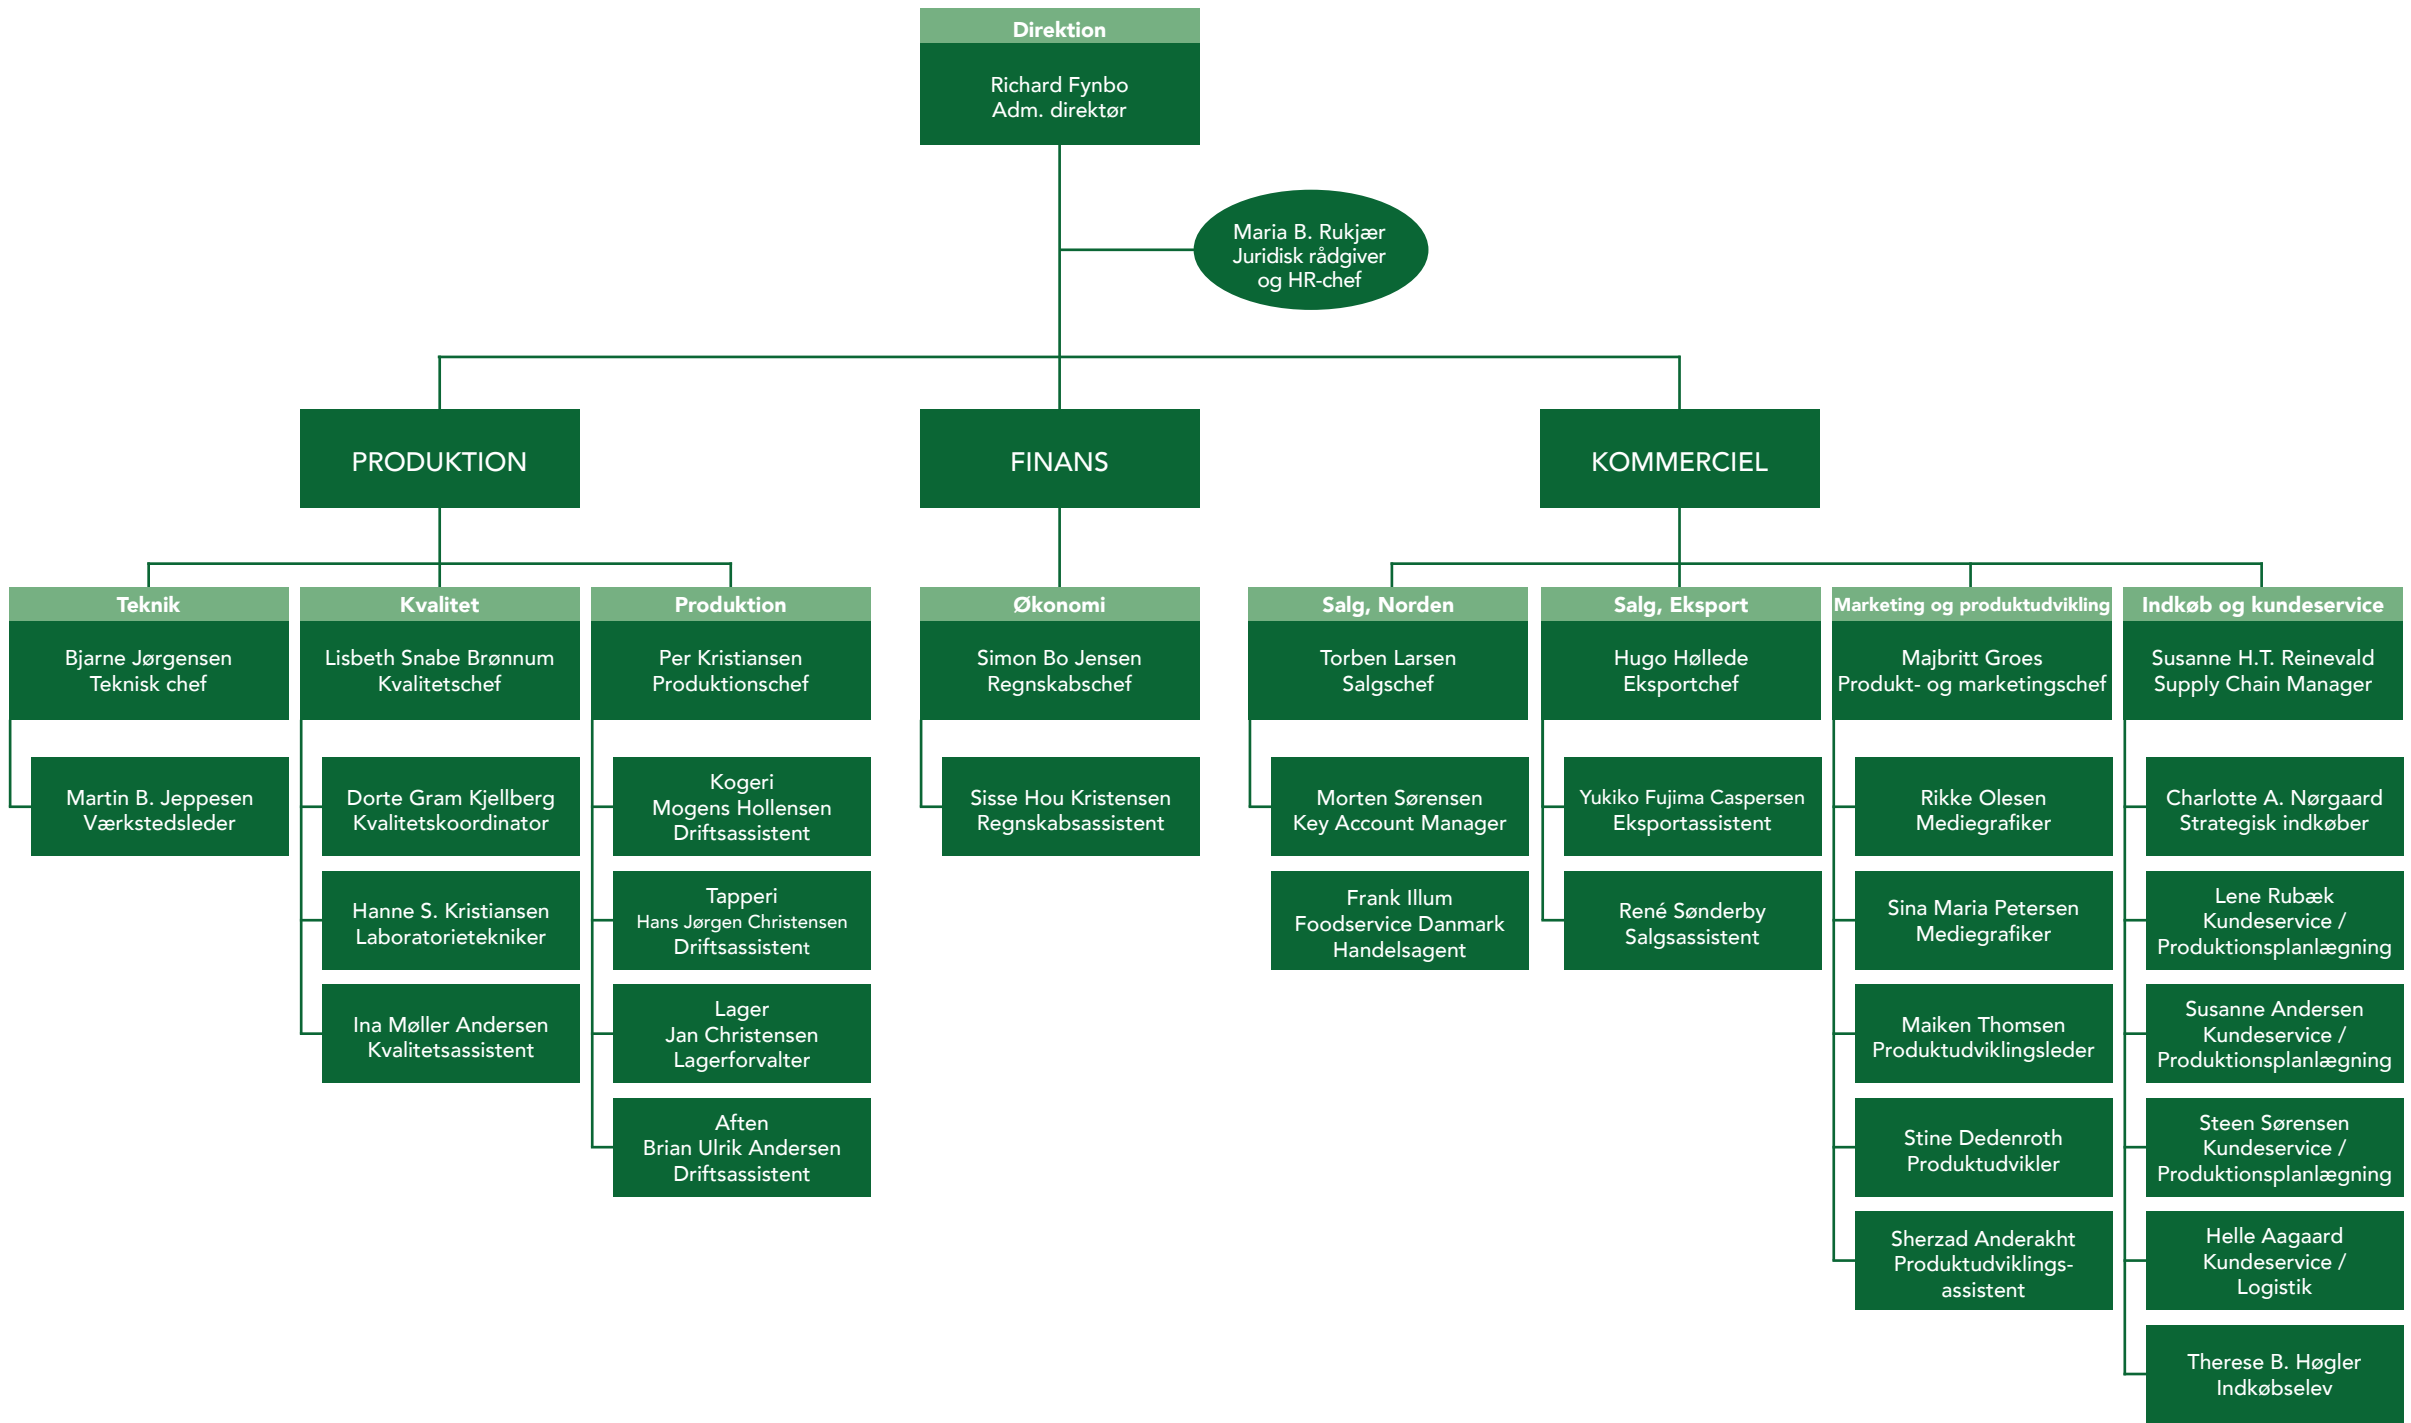 Direktion
Richard Fynbo
Adm. direktør
Maria B. Rukjær
Juridisk rådgiver
og HR-chef
PRODUKTION
FINANS
KOMMERCIEL
Teknik
Bjarne Jørgensen
Teknisk chef
Martin B. Jeppesen
Værkstedsleder
Kvalitet
Lisbeth Snabe Brønnum
Kvalitetschef
Dorte Gram Kjellberg
Kvalitetskoordinator
Hanne S. Kristiansen
Laboratorietekniker
Ina Møller Andersen
Kvalitetsassistent
Produktion
Per Kristiansen
Produktionschef
Kogeri
Mogens Hollensen
Driftsassistent
Tapperi
Hans Jørgen Christensen
Driftsassistent
Lager
Jan Christensen
Lagerforvalter
Aften
Brian Ulrik Andersen
Driftsassistent
Økonomi
Simon Bo Jensen
Regnskabschef
Sisse Hou Kristensen
Regnskabsassistent
Salg, Norden
Torben Larsen
Salgschef
Morten Sørensen
Key Account Manager
Frank Illum
Foodservice Danmark
Handelsagent
Salg, Eksport
Hugo Høllede
Eksportchef
Yukiko Fujima Caspersen
Eksportassistent
René Sønderby
Salgsassistent
Marketing og produktudvikling
Majbritt Groes
Produkt- og marketingschef
Rikke Olesen
Mediegrafiker
Sina Maria Petersen
Mediegrafiker
Maiken Thomsen
Produktudviklingsleder
Stine Dedenroth
Produktudvikler
Sherzad Anderakht
Produktudviklings-
assistent
Indkøb og kundeservice
Susanne H.T. Reinevald
Supply Chain Manager
Charlotte A. Nørgaard
Strategisk indkøber
Lene Rubæk
Kundeservice /
Produktionsplanlægning
Susanne Andersen
Kundeservice /
Produktionsplanlægning
Steen Sørensen
Kundeservice /
Produktionsplanlægning
Helle Aagaard
Kundeservice /
Logistik
Therese B. Høgler
Indkøbselev